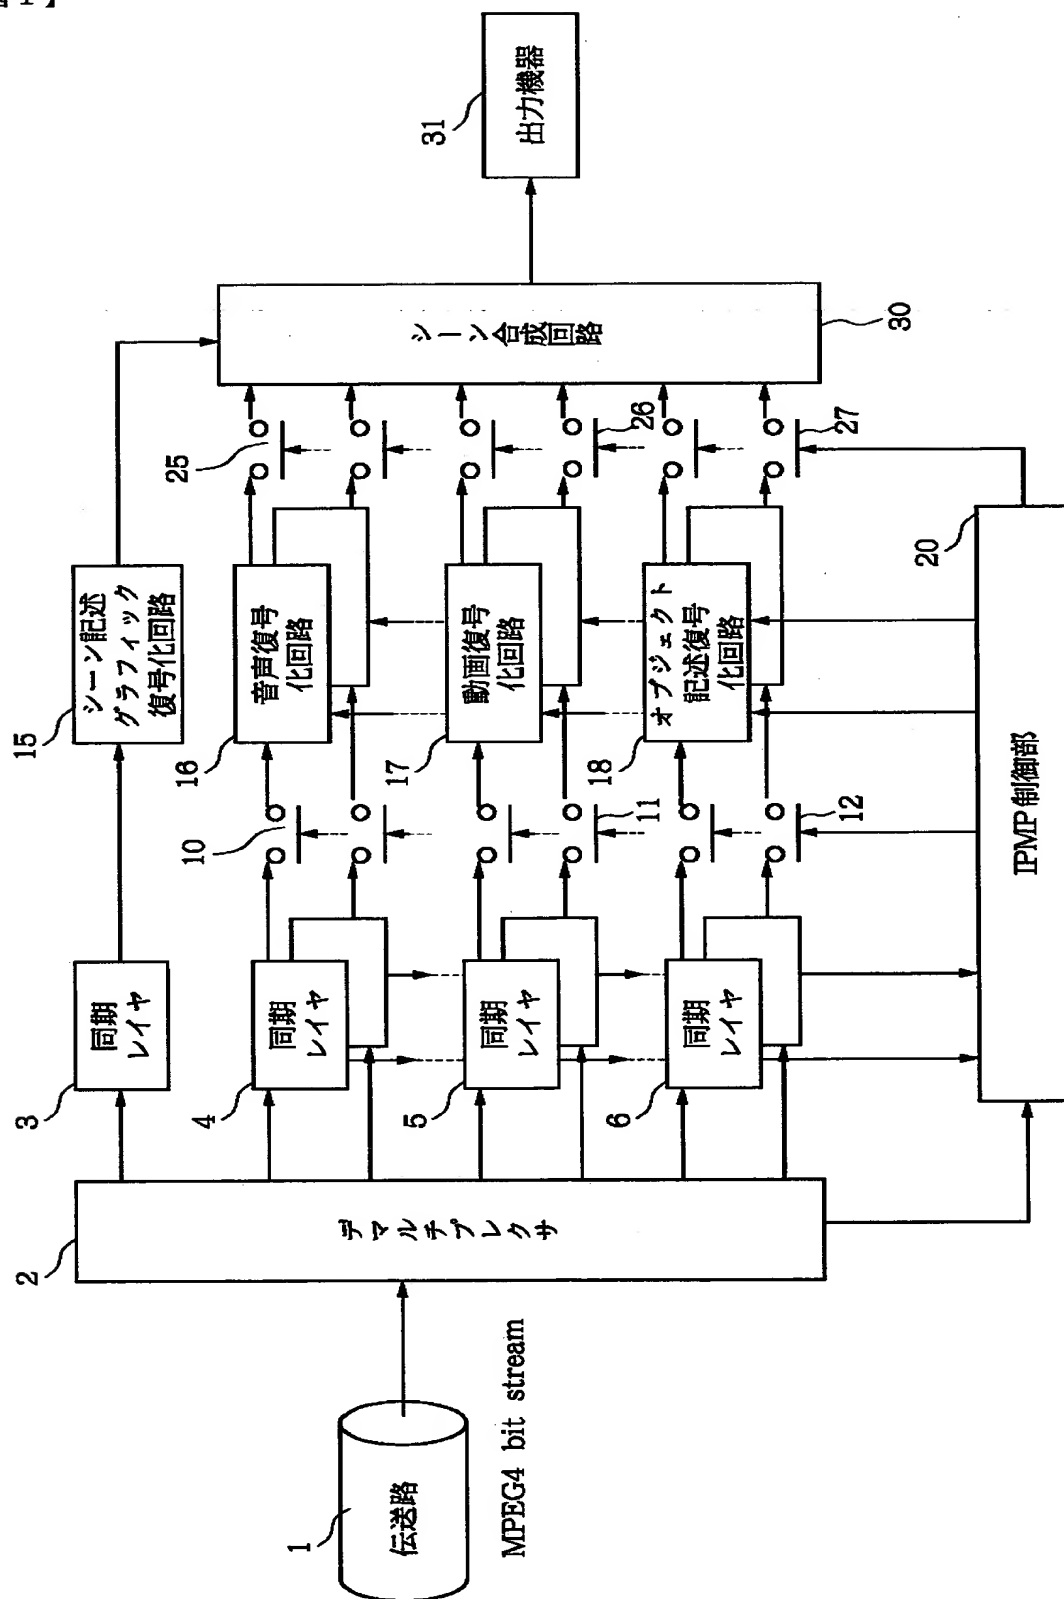 1
伝送路
MPEG4 bit stream
2
デマルチプレクサ
3
同期
レイヤ
4
同期
レイヤ
5
同期
レイヤ
6
同期
レイヤ
10
11
12
15
シーン記述
グラフィック
復号化回路
16
音声復号
化回路
17
動画復号
化回路
18
オブジェクト
記述復号
化回路
20
IPMP制御部
25
26
27
シーン合成回路
30
31
出力機器